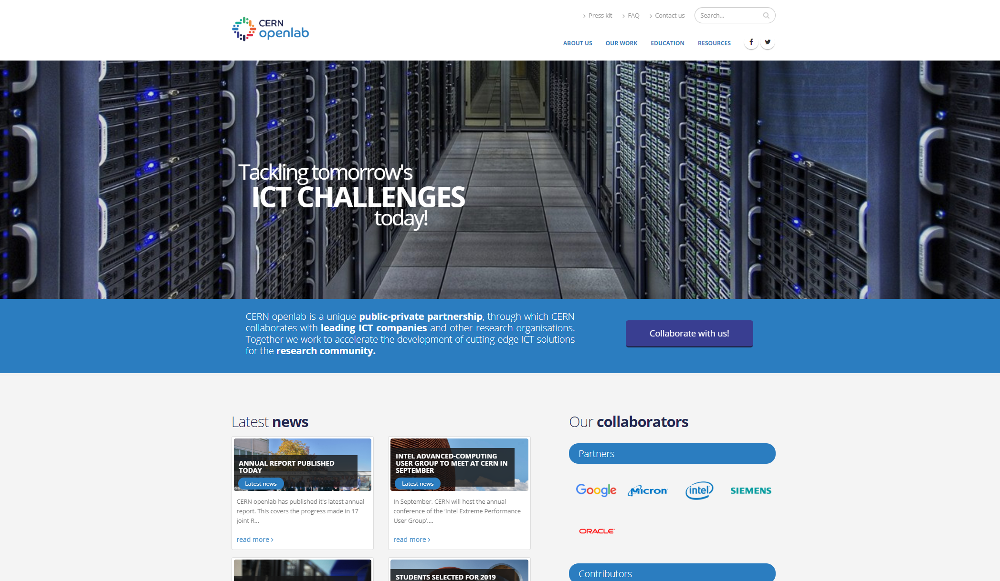 CERN
openlab
Press kit
FAQ
Contact us
Search...
ABOUT US
OUR WORK
EDUCATION
RESOURCES
Tackling tomorrow's
ICT CHALLENGES
today!
CERN openlab is a unique public-private partnership, through which CERN
collaborates with leading ICT companies and other research organisations.
Together we work to accelerate the development of cutting-edge ICT solutions
for the research community.
Collaborate with us!
Latest news
ANNUAL REPORT PUBLISHED
TODAY
Latest news
CERN openlab has published it's latest annual
report. This covers the progress made in 17
joint R...
read more
INTEL ADVANCED-COMPUTING
USER GROUP TO MEET AT CERN IN
SEPTEMBER
Latest news
In September, CERN will host the annual
conference of the ‘Intel Extreme Performance
User Group’....
read more
STUDENTS SELECTED FOR 2019
Our collaborators
Partners
Google
Micron
intel
SIEMENS
ORACLE
Contributors